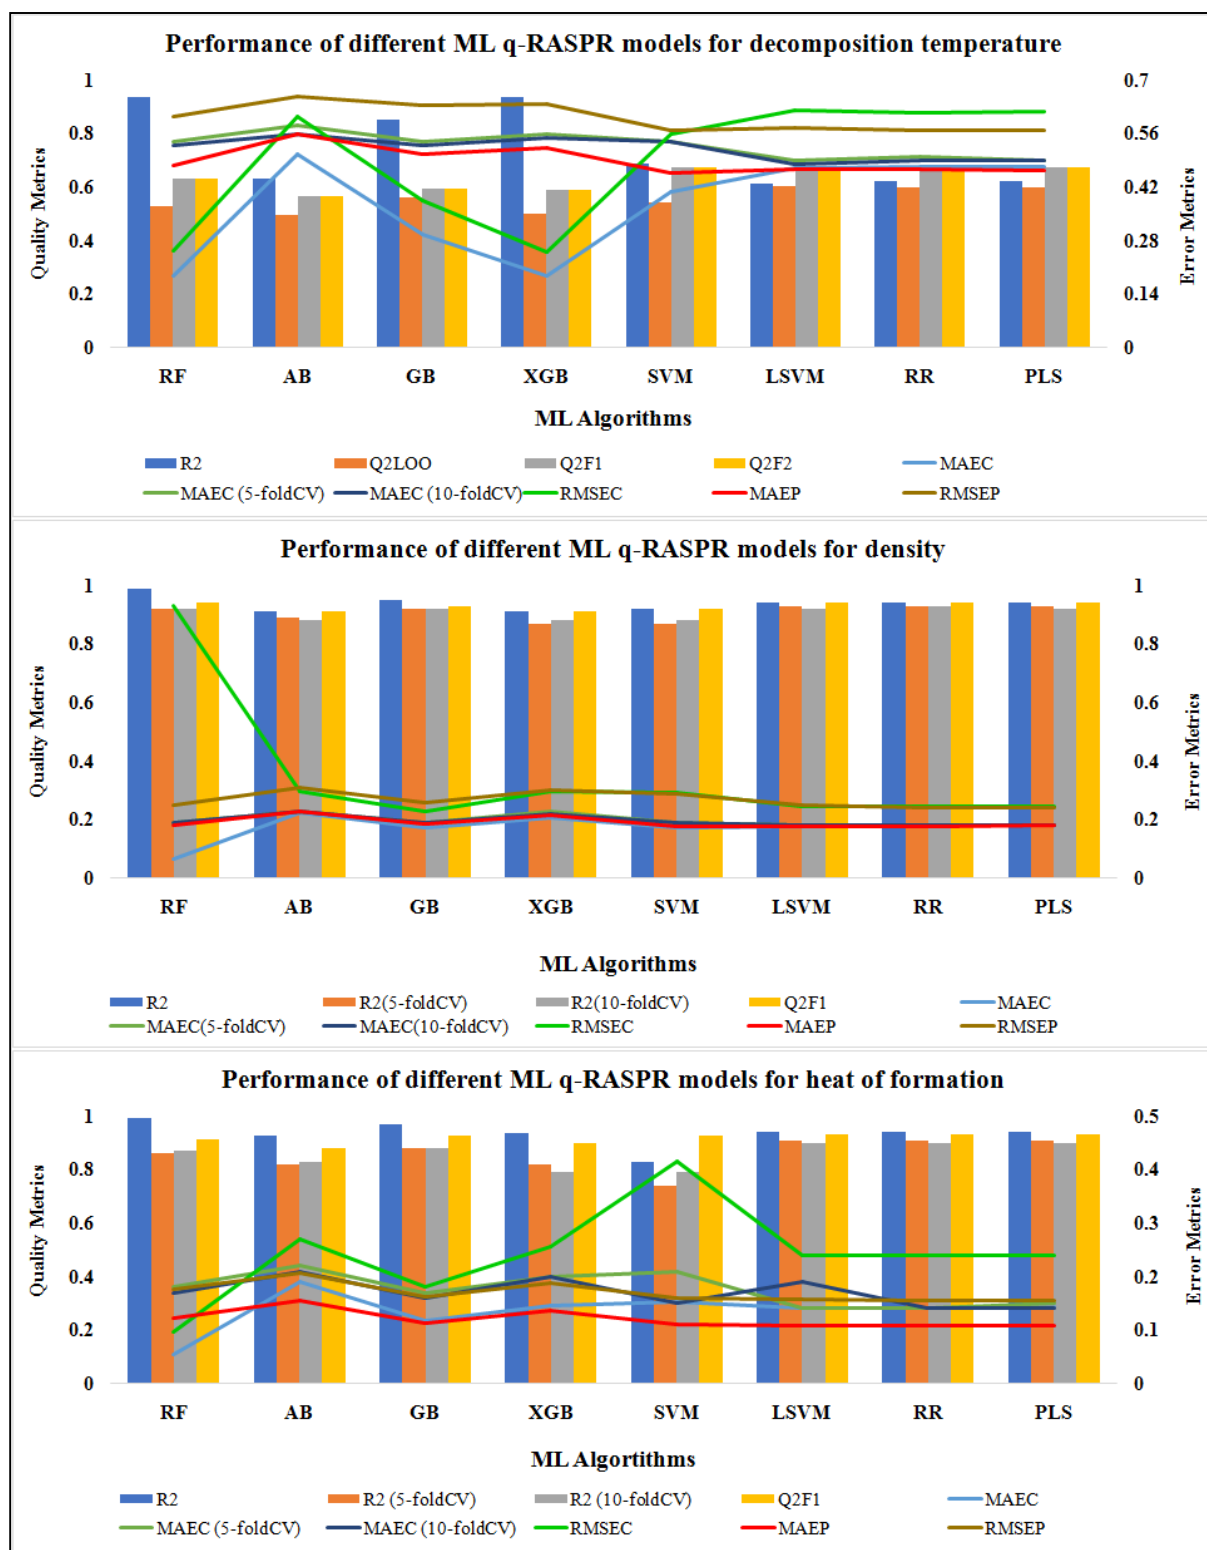 Performance of different ML q-RASPR models for decomposition temperature
Quality Metrics
1
0.8
0.6
0.4
0.2
0
0.7
0.56
0.42
0.28
0.14
0
Error Metrics
RF AB GB XGB SVM LSVM RR PLS
ML Algorithms
R2 Q2LOO Q2F1 Q2F2 MAEC
MAEC (5-foldCV) MAEC (10-foldCV) RMSEC MAEP RMSEP
Performance of different ML q-RASPR models for density
Quality Metrics
1
0.8
0.6
0.4
0.2
0
1
0.8
0.6
0.4
0.2
0
Error Metrics
RF AB GB XGB SVM LSVM RR PLS
ML Algorithms
R2 R2(5-foldCV) R2(10-foldCV) Q2F1 MAEC
MAEC(5-foldCV) MAEC(10-foldCV) RMSEC MAEP RMSEP
Performance of different ML q-RASPR models for heat of formation
Quality Metrics
1
0.8
0.6
0.4
0.2
0
0.5
0.4
0.3
0.2
0.1
0
Error Metrics
RF AB GB XGB SVM LSVM RR PLS
ML Algortithms
R2 R2 (5-foldCV) R2 (10-foldCV) Q2F1 MAEC
MAEC (5-foldCV) MAEC (10-foldCV) RMSEC MAEP RMSEP